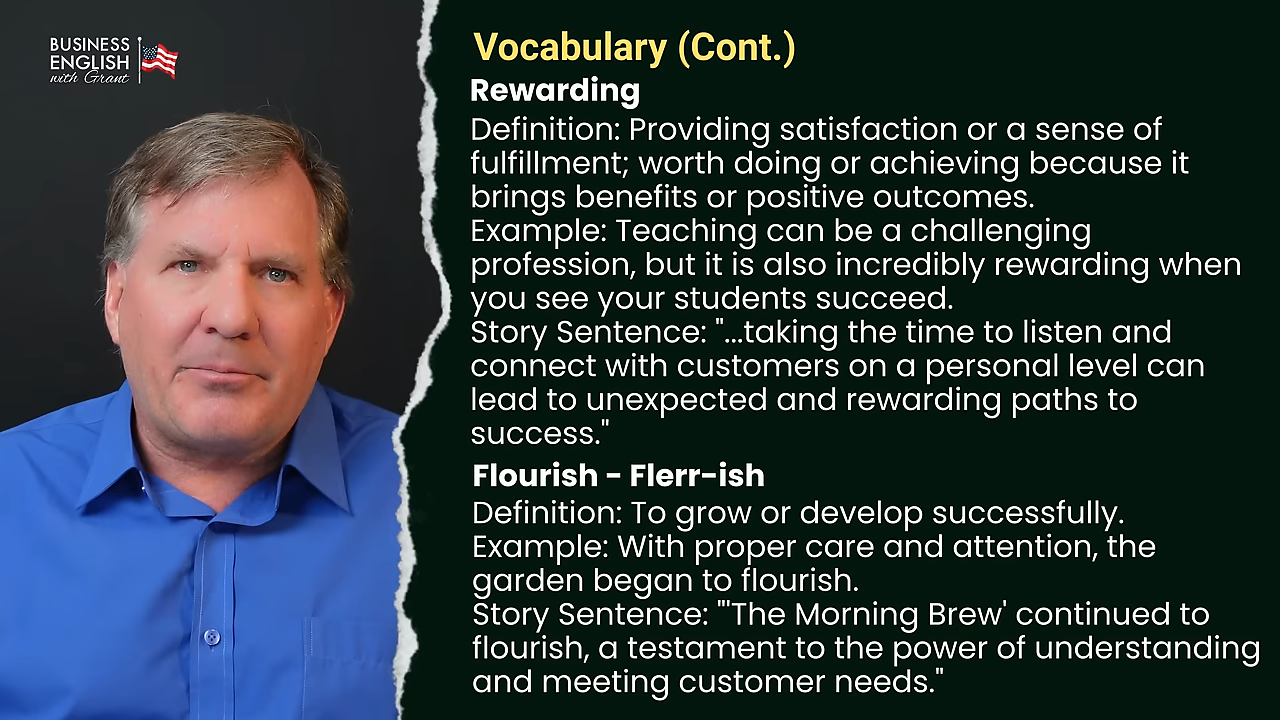 BUSINESS
ENGLISH
with Grant
Vocabulary (Cont.)
Rewarding
Definition: Providing satisfaction or a sense of
fulfillment; worth doing or achieving because it
brings benefits or positive outcomes.
Example: Teaching can be a challenging
profession, but it is also incredibly rewarding when
you see your students succeed.
Story Sentence: "...taking the time to listen and
connect with customers on a personal level can
lead to unexpected and rewarding paths to
success."
Flourish - Flerr-ish
Definition: To grow or develop successfully.
Example: With proper care and attention, the
garden began to flourish.
Story Sentence: "'The Morning Brew' continued to
flourish, a testament to the power of understanding
and meeting customer needs."